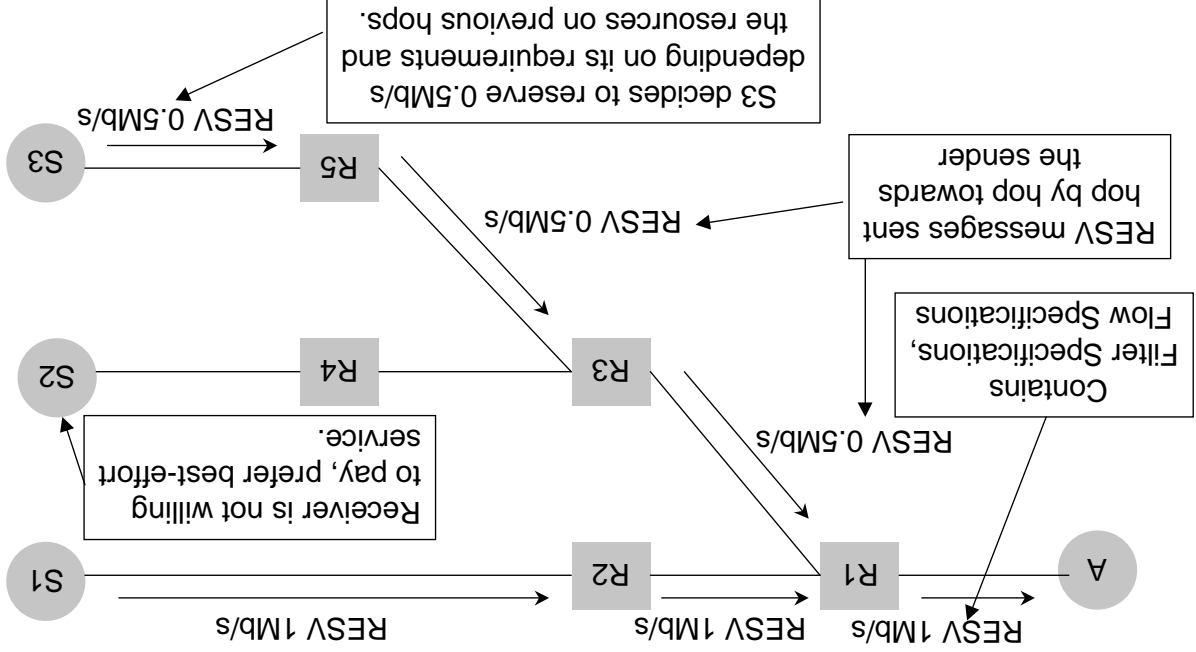 RESV 1Mb/s
RESV 1Mb/s
RESV 1Mb/s
A
R1
R2
S1
Receiver is not willing
to pay, prefer best-effort
service.
RESV 0.5Mb/s
Contains
Filter Specifications,
Flow Specifications
R3
R4
S2
RESV messages sent
hop by hop towards
the sender
RESV 0.5Mb/s
R5
S3
RESV 0.5Mb/s
S3 decides to reserve 0.5Mb/s
depending on its requirements and
the resources on previous hops.